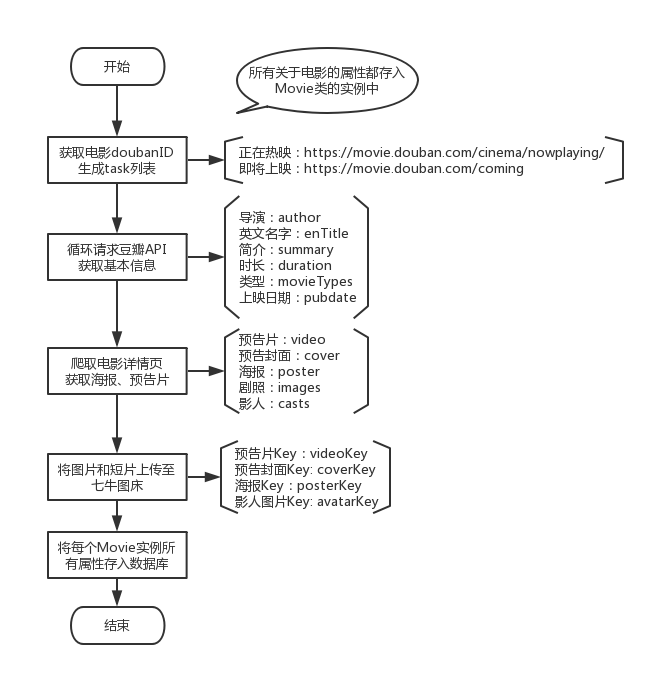 开始
所有关于电影的属性都存入
Movie类的实例中
获取电影doubanID
生成task列表
正在热映：https://movie.douban.com/cinema/nowplaying/
即将上映：https://movie.douban.com/coming
循环请求豆瓣API
获取基本信息
导演：author
英文名字：enTitle
简介：summary
时长：duration
类型：movieTypes
上映日期：pubdate
爬取电影详情页
获取海报、预告片
预告片：video
预告封面：cover
海报：poster
剧照：images
影人：casts
将图片和短片上传至
七牛图床
预告片Key：videoKey
预告封面Key: coverKey
海报Key：posterKey
影人图片Key: avatarKey
将每个Movie实例所
有属性存入数据库
结束